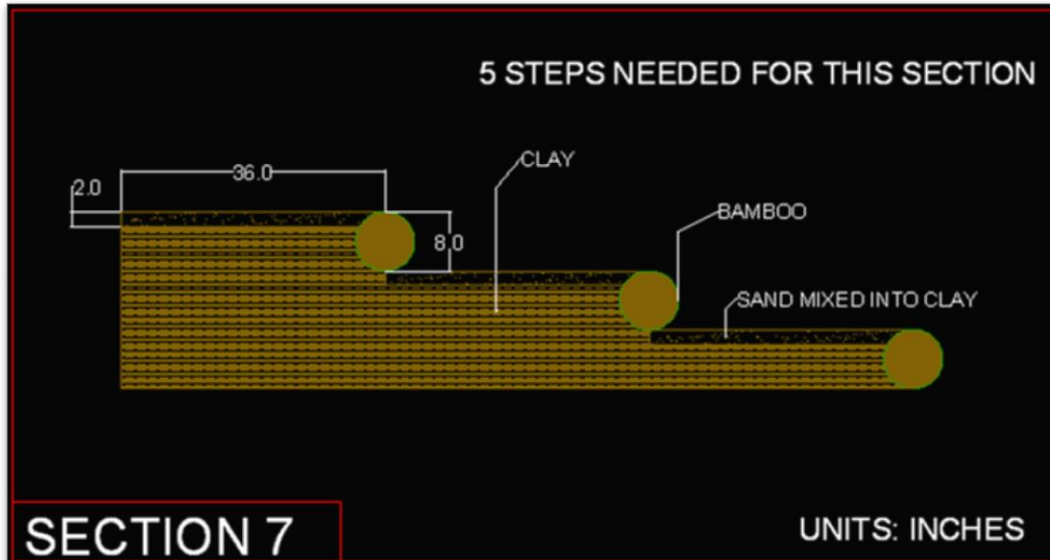 5 STEPS NEEDED FOR THIS SECTION
CLAY
36.0
2.0
BAMBOO
8.0
SAND MIXED INTO CLAY
SECTION 7
UNITS: INCHES